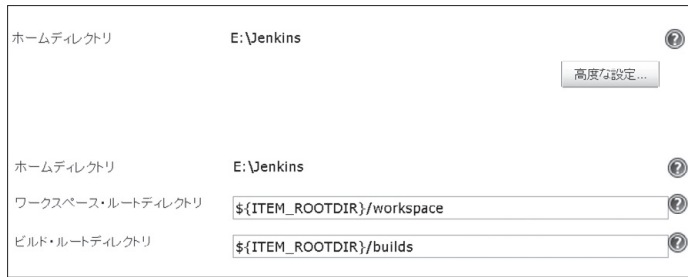 ホームディレクトリ E:\Jenkins ?
高度な設定...
ホームディレクトリ E:\Jenkins ?
ワークスペース・ルートディレクトリ ${ITEM_ROOTDIR}/workspace ?
ビルド・ルートディレクトリ ${ITEM_ROOTDIR}/builds ?